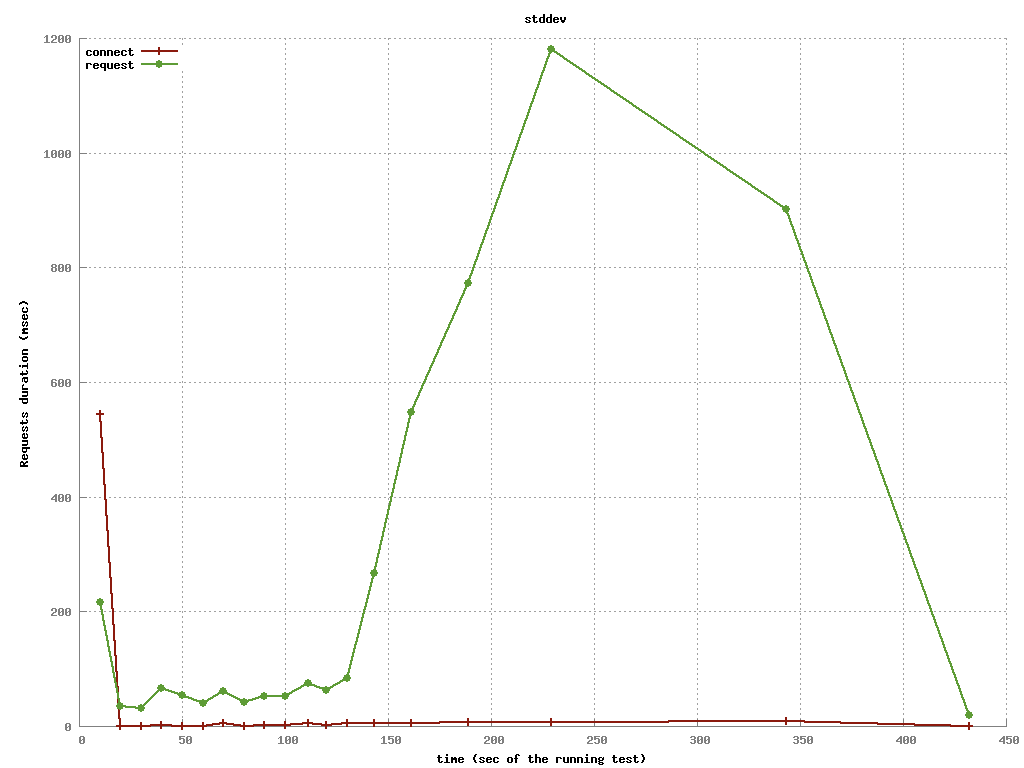 stddev
connect
request
1200
1000
800
600
400
200
0
Requests duration (msec)
0 50 100 150 200 250 300 350 400 450
time (sec of the running test)